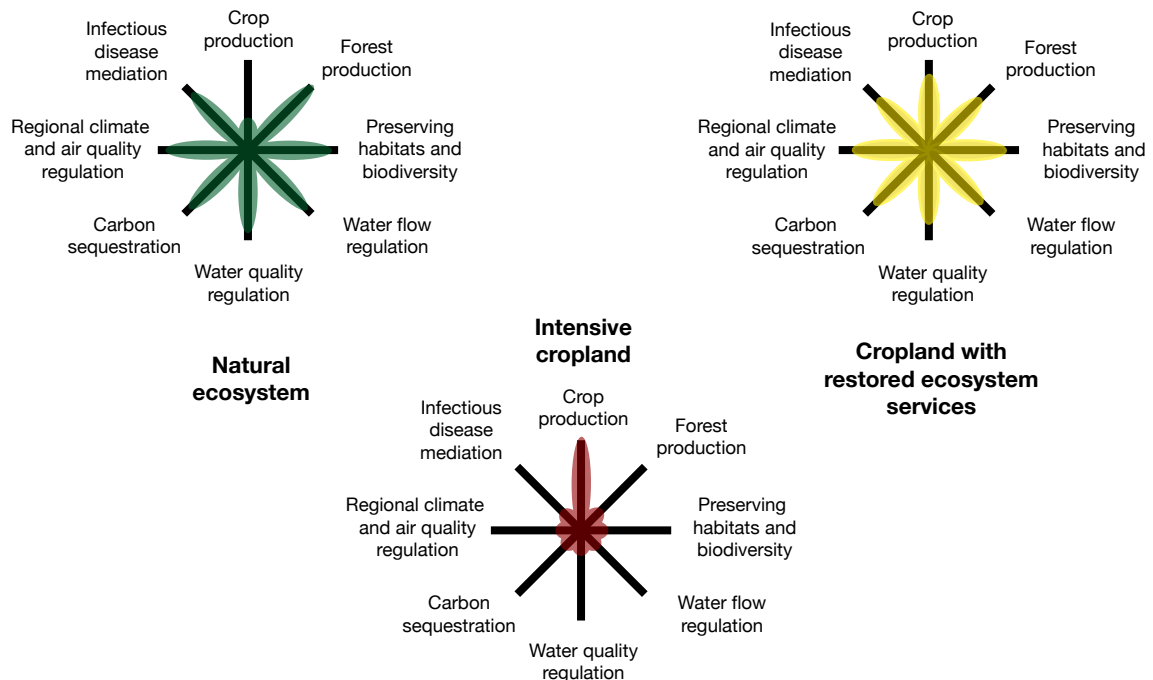 Infectious
disease
mediation
Crop
production
Forest
production
Regional climate
and air quality
regulation
Preserving
habitats and
biodiversity
Carbon
sequestration
Water flow
regulation
Water quality
regulation
Natural
ecosystem
Infectious
disease
mediation
Crop
production
Forest
production
Regional climate
and air quality
regulation
Preserving
habitats and
biodiversity
Carbon
sequestration
Water flow
regulation
Water quality
regulation
Cropland with
restored ecosystem
services
Intensive
cropland
Infectious
disease
mediation
Crop
production
Forest
production
Regional climate
and air quality
regulation
Preserving
habitats and
biodiversity
Carbon
sequestration
Water flow
regulation
Water quality
regulation